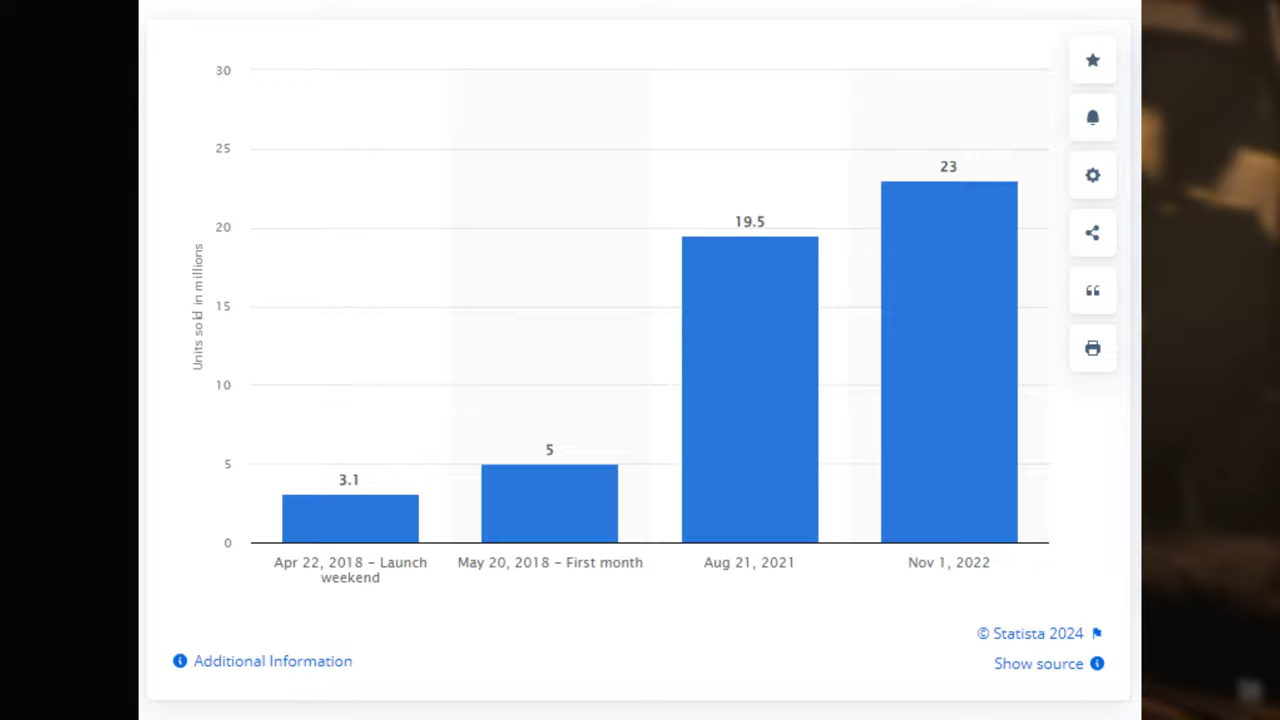 30
25
23
20
19.5
15
10
5
5
3.1
0
Units sold in millions
Apr 22, 2018 – Launch
weekend
May 20, 2018 – First month
Aug 21, 2021
Nov 1, 2022
© Statista 2024
Additional Information
Show source